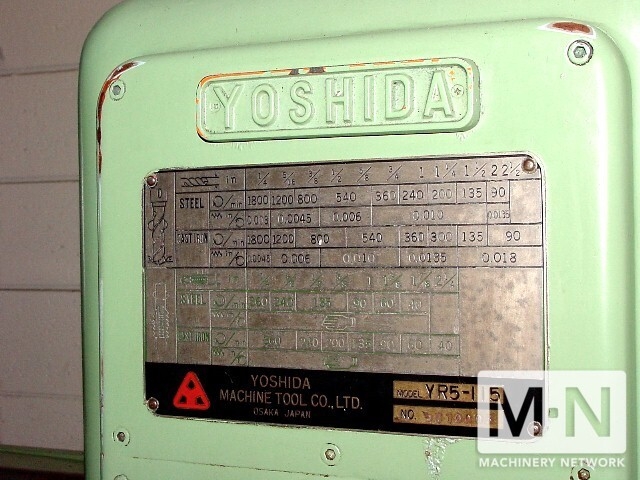 YOSHIDA
in 1/4 5/16 3/8 1/2 5/8 3/4 1 1 1/4 1 1/2 2 2 1/2
STEEL /min 1800 1200 800 540 360 240 200 135 90
0.003 0.0045 0.006 0.010 0.0135
CAST IRON /min 1800 1200 800 540 360 300 135 90
0.0045 0.006 0.010 0.0135 0.018
STEEL 360 240 135 90 60 40
CAST IRON 200 135 90 60 40
YOSHIDA
MACHINE TOOL CO., LTD.
OSAKA JAPAN
MODEL YR5-115
NO.
M·N
MACHINERY NETWORK